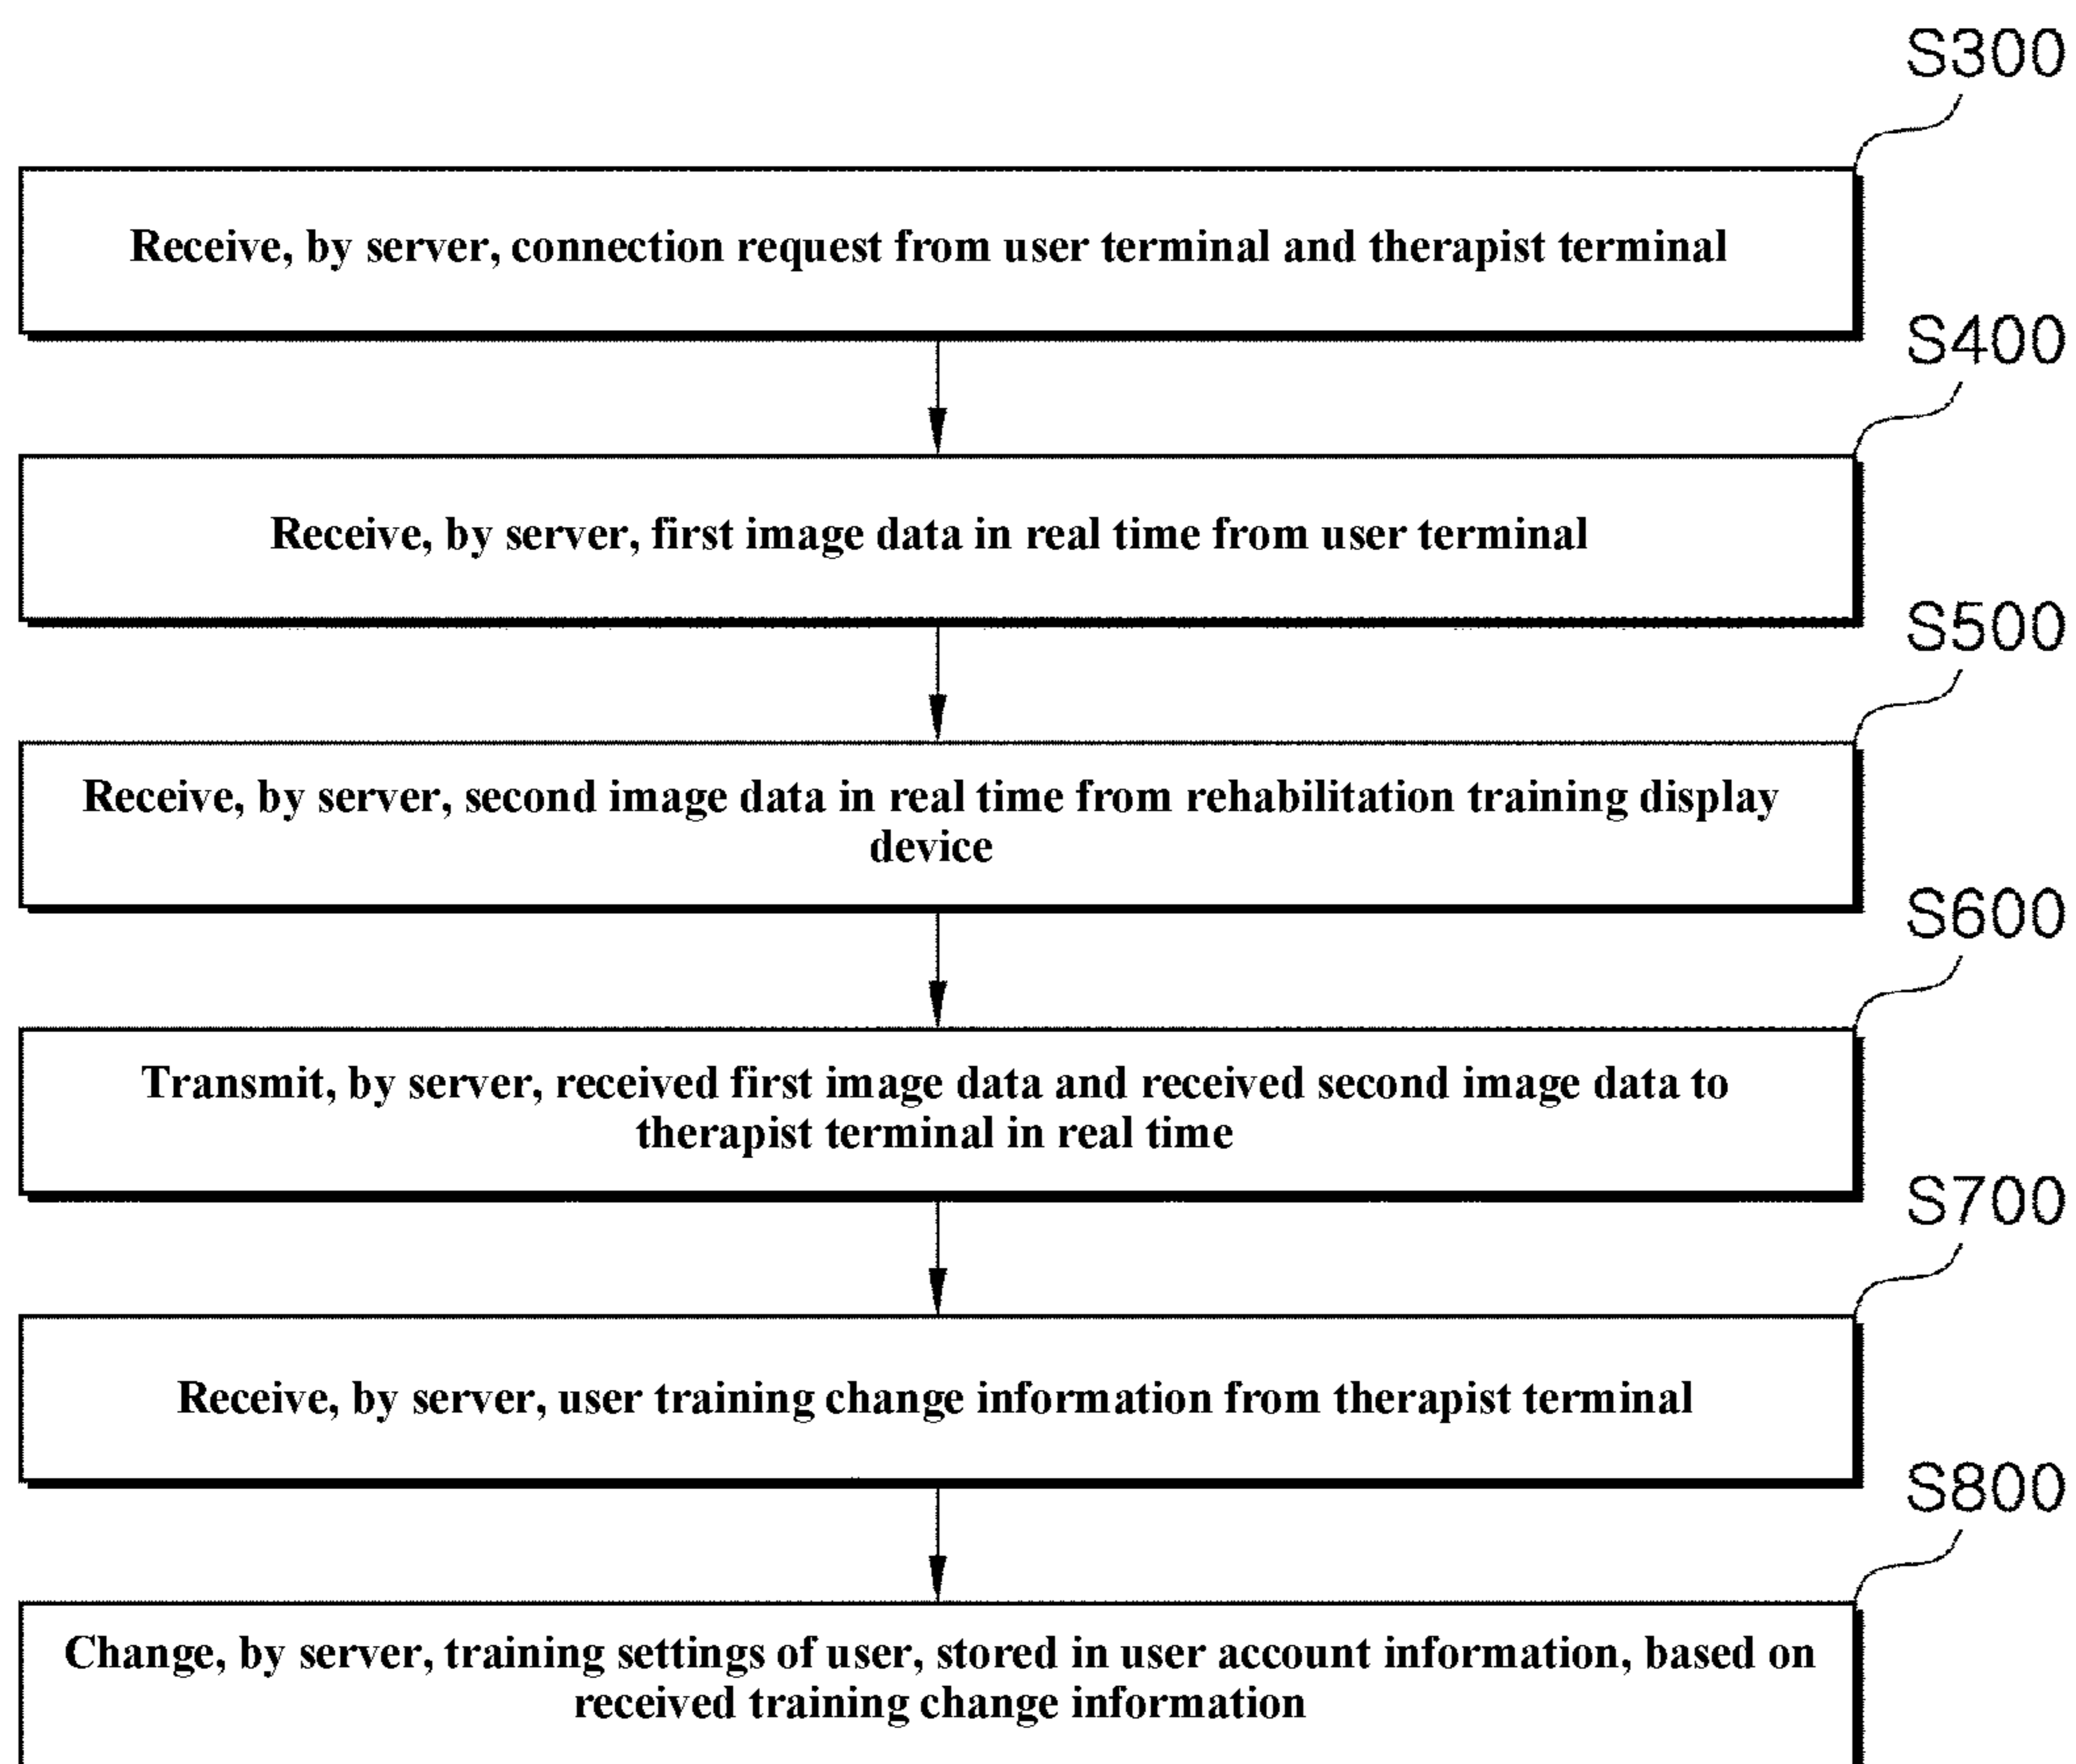 S300
Receive, by server, connection request from user terminal and therapist terminal
S400
Receive, by server, first image data in real time from user terminal
S500
Receive, by server, second image data in real time from rehabilitation training display
device
S600
Transmit, by server, received first image data and received second image data to
therapist terminal in real time
S700
Receive, by server, user training change information from therapist terminal
S800
Change, by server, training settings of user, stored in user account information, based on
received training change information